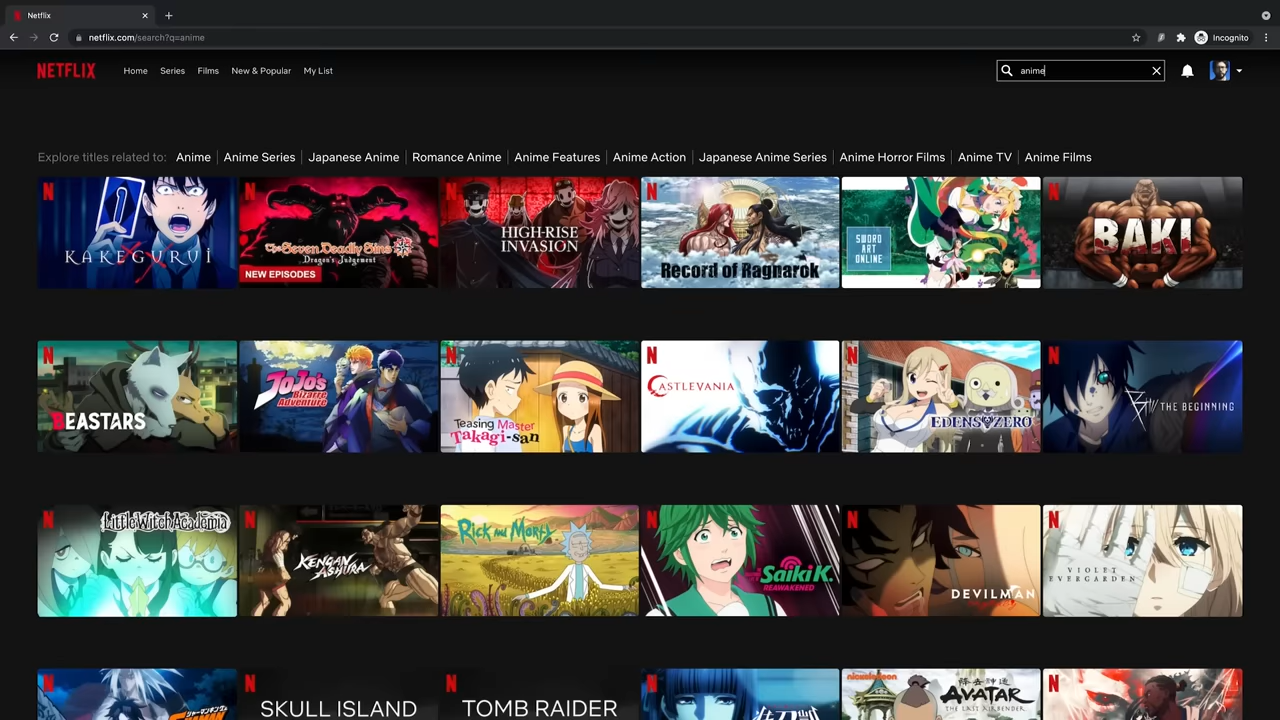 Netflix
netflix.com/search?q=anime
Incognito
NETFLIX
Home
Series
Films
New & Popular
My List
anime
Explore titles related to:
Anime
Anime Series
Japanese Anime
Romance Anime
Anime Features
Anime Action
Japanese Anime Series
Anime Horror Films
Anime TV
Anime Films
KAKEGURUI
The Seven Deadly Sins
Dragon's Judgement
NEW EPISODES
HIGH-RISE
INVASION
Record of Ragnarok
SWORD
ART
ONLINE
BAKI
BEASTARS
JOJO'S
BIZARRE
ADVENTURE
Teasing Master
Takagi-san
CASTLEVANIA
EDENS ZERO
THE BEGINNING
Little Witch Academia
KENGAN
ASHURA
RICK AND MORTY
Saiki K.
REAWAKENED
DEVILMAN
VIOLET
EVERGARDEN
SKULL ISLAND
TOMB RAIDER
nickelodeon
AVATAR
THE LAST AIRBENDER